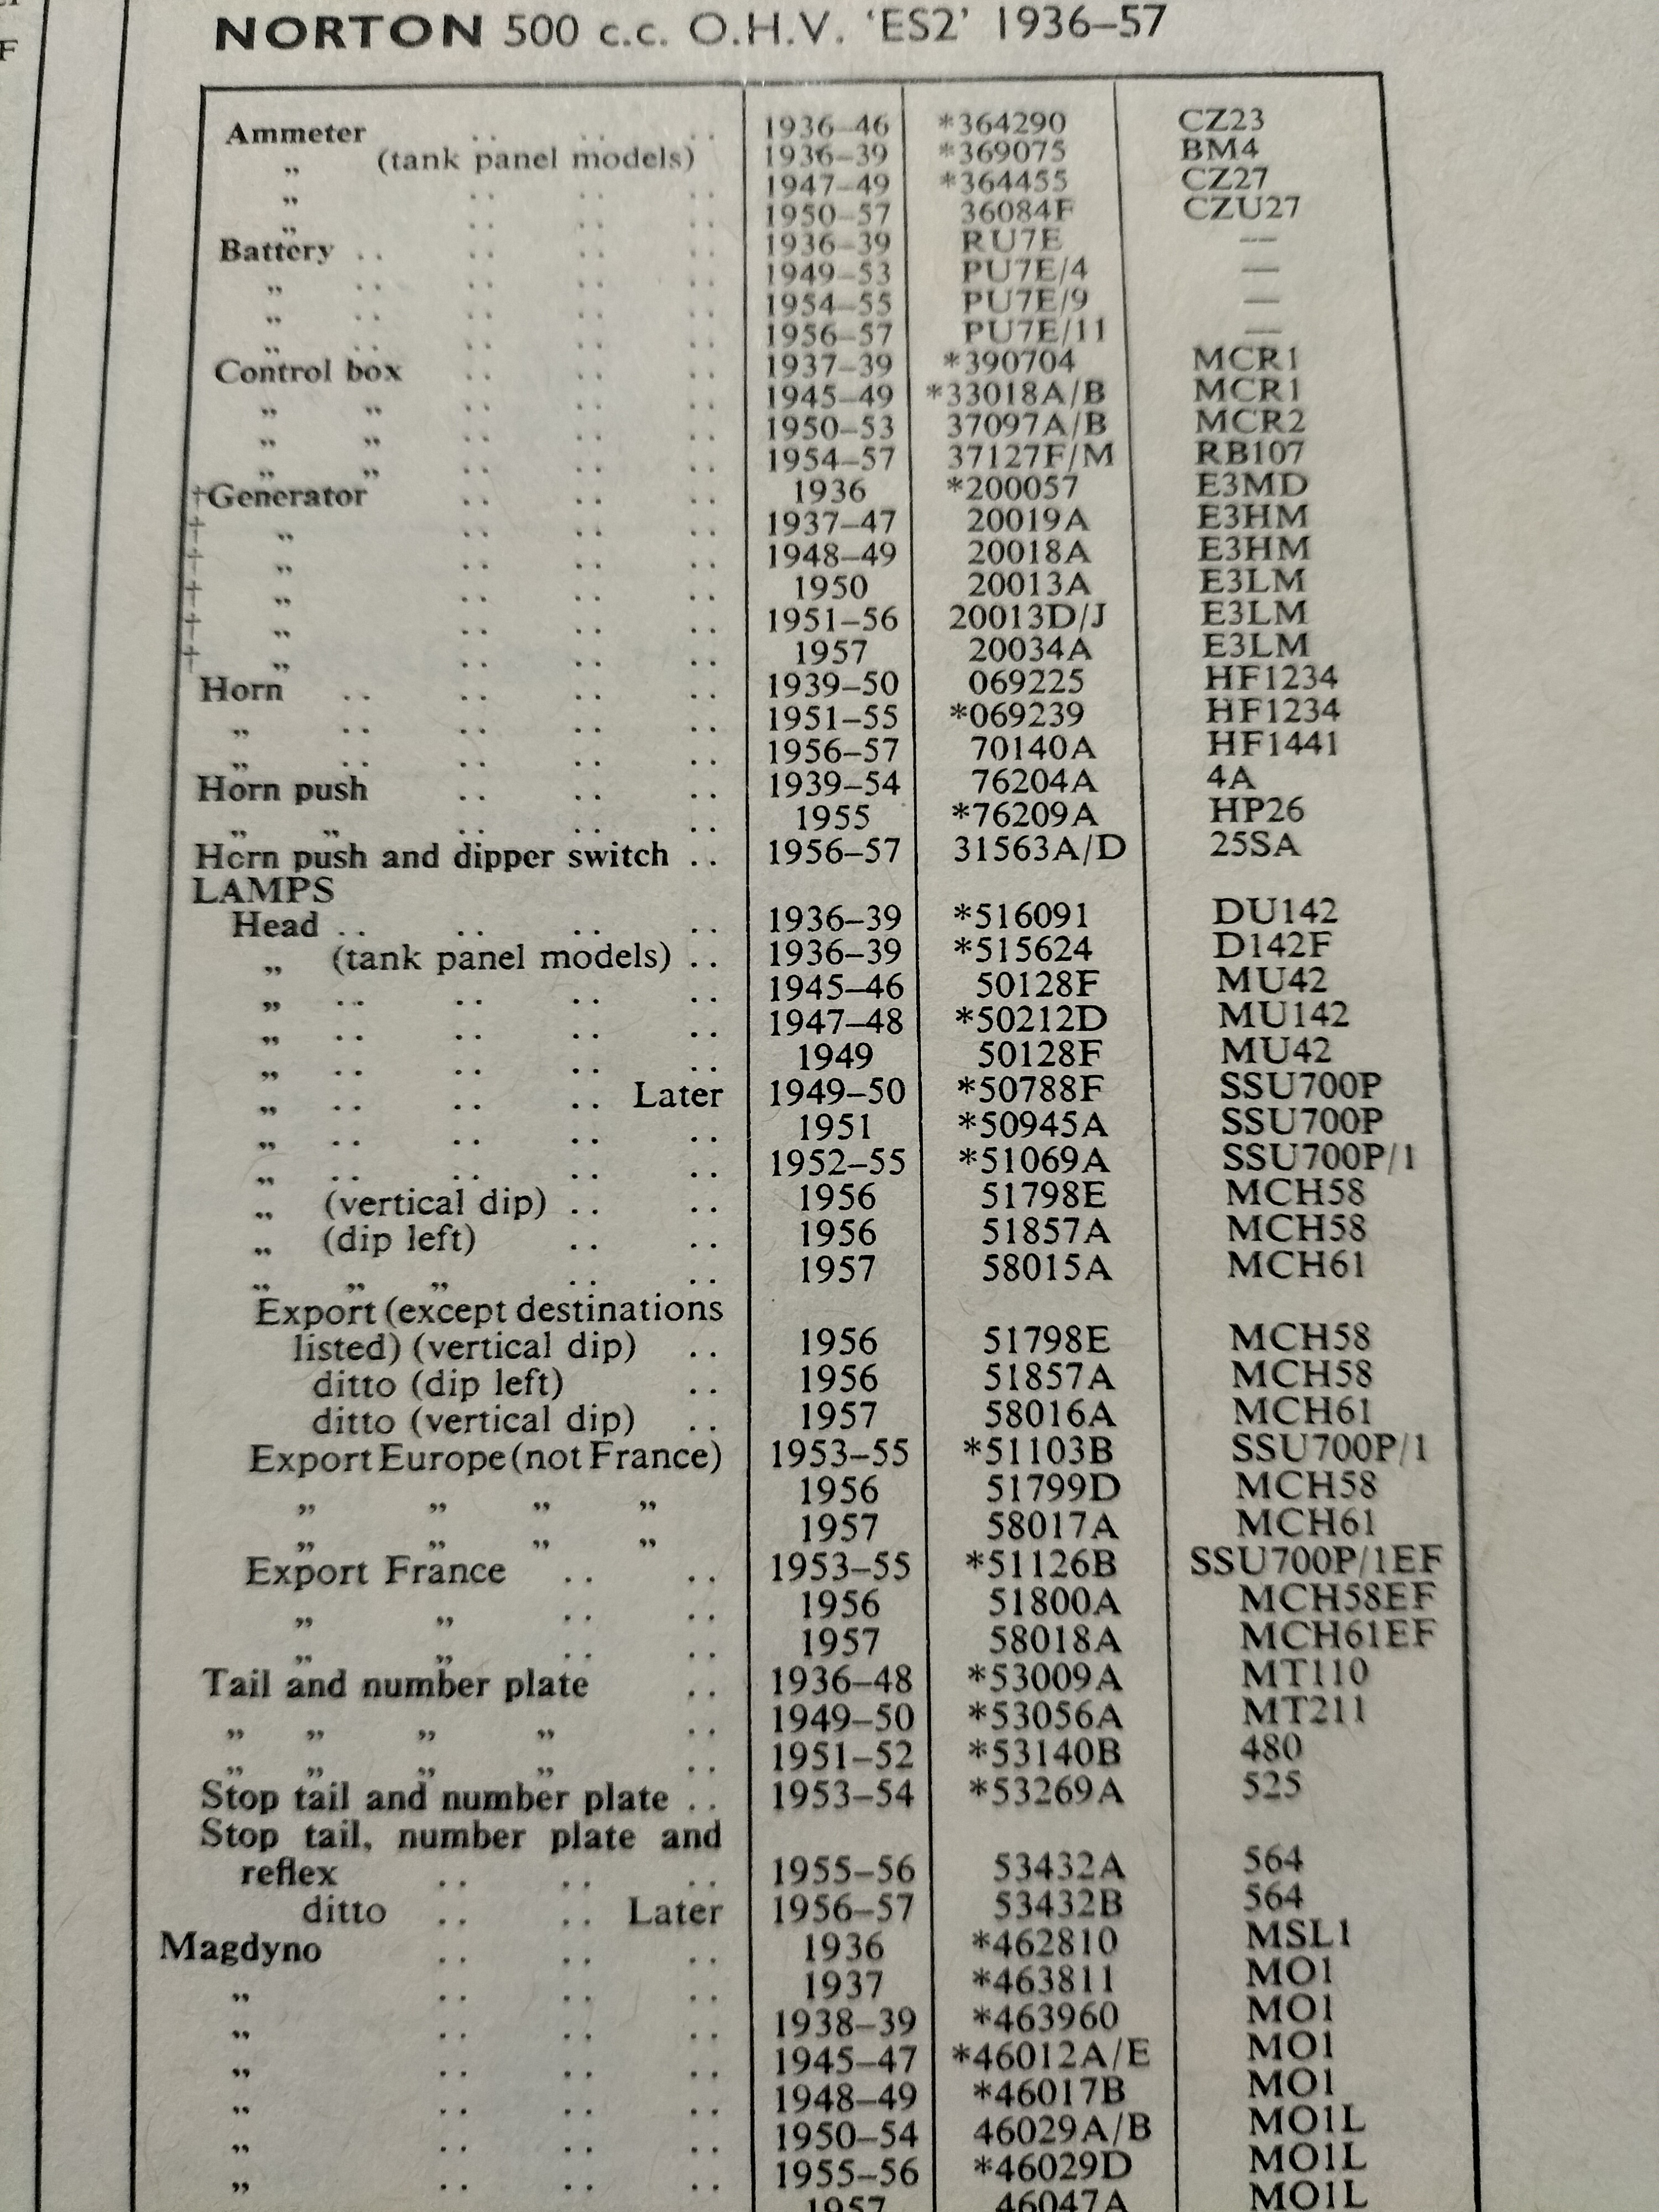 F
NORTON 500 c.c. O.H.V. ‘ES2’ 1936–57
Ammeter .. .. .. 1936–46 *364290 CZ23
„ (tank panel models) 1936–39 *369075 BM4
„ .. .. .. 1947–49 *364455 CZ27
„ .. .. .. 1950–57 36084F CZU27
Battery .. .. .. .. 1936–39 RU7E —
„ .. .. .. .. 1949–53 PU7E/4 —
„ .. .. .. .. 1954–55 PU7E/9 —
„ .. .. .. .. 1956–57 PU7E/11 —
Control box .. .. .. 1937–39 *390704 MCR1
„ „ .. .. .. 1945–49 *33018A/B MCR1
„ „ .. .. .. 1950–53 37097A/B MCR2
„ „ .. .. .. 1954–57 37127F/M RB107
†Generator .. .. .. 1936 *200057 E3MD
† „ .. .. .. 1937–47 20019A E3HM
† „ .. .. .. 1948–49 20018A E3HM
† „ .. .. .. 1950 20013A E3LM
† „ .. .. .. 1951–56 20013D/J E3LM
† „ .. .. .. 1957 20034A E3LM
Horn .. .. .. .. 1939–50 069225 HF1234
„ .. .. .. .. 1951–55 *069239 HF1234
„ .. .. .. .. 1956–57 70140A HF1441
Horn push .. .. .. 1939–54 76204A 4A
„ „ .. .. .. 1955 *76209A HP26
Horn push and dipper switch .. 1956–57 31563A/D 25SA
LAMPS
Head .. .. .. .. 1936–39 *516091 DU142
„ (tank panel models) .. 1936–39 *515624 D142F
„ .. .. .. .. 1945–46 50128F MU42
„ .. .. .. .. 1947–48 *50212D MU142
„ .. .. .. .. 1949 50128F MU42
„ .. .. .. Later 1949–50 *50788F SSU700P
„ .. .. .. .. 1951 *50945A SSU700P
„ .. .. .. .. 1952–55 *51069A SSU700P/1
„ (vertical dip) .. .. 1956 51798E MCH58
„ (dip left) .. .. 1956 51857A MCH58
„ „ „ .. .. 1957 58015A MCH61
Export (except destinations
listed) (vertical dip) .. 1956 51798E MCH58
ditto (dip left) .. 1956 51857A MCH58
ditto (vertical dip) .. 1957 58016A MCH61
Export Europe (not France) 1953–55 *51103B SSU700P/1
„ „ „ „ 1956 51799D MCH58
„ „ „ „ 1957 58017A MCH61
Export France .. .. 1953–55 *51126B SSU700P/1EF
„ „ .. .. 1956 51800A MCH58EF
„ „ .. .. 1957 58018A MCH61EF
Tail and number plate .. 1936–48 *53009A MT110
„ „ „ „ .. 1949–50 *53056A MT211
„ „ „ „ .. 1951–52 *53140B 480
Stop tail and number plate .. 1953–54 *53269A 525
Stop tail, number plate and
reflex .. .. .. 1955–56 53432A 564
ditto .. .. Later 1956–57 53432B 564
Magdyno .. .. .. 1936 *462810 MSL1
„ .. .. .. 1937 *463811 MO1
„ .. .. .. 1938–39 *463960 MO1
„ .. .. .. 1945–47 *46012A/E MO1
„ .. .. .. 1948–49 *46017B MO1
„ .. .. .. 1950–54 46029A/B MO1L
„ .. .. .. 1955–56 *46029D MO1L
„ 1957 46047A MO1L